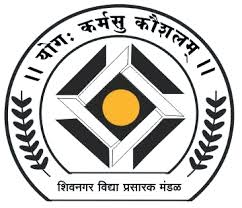 ॥ योगः कर्मसु कौशलम् ॥
शिवनगर विद्या प्रसारक मंडळ